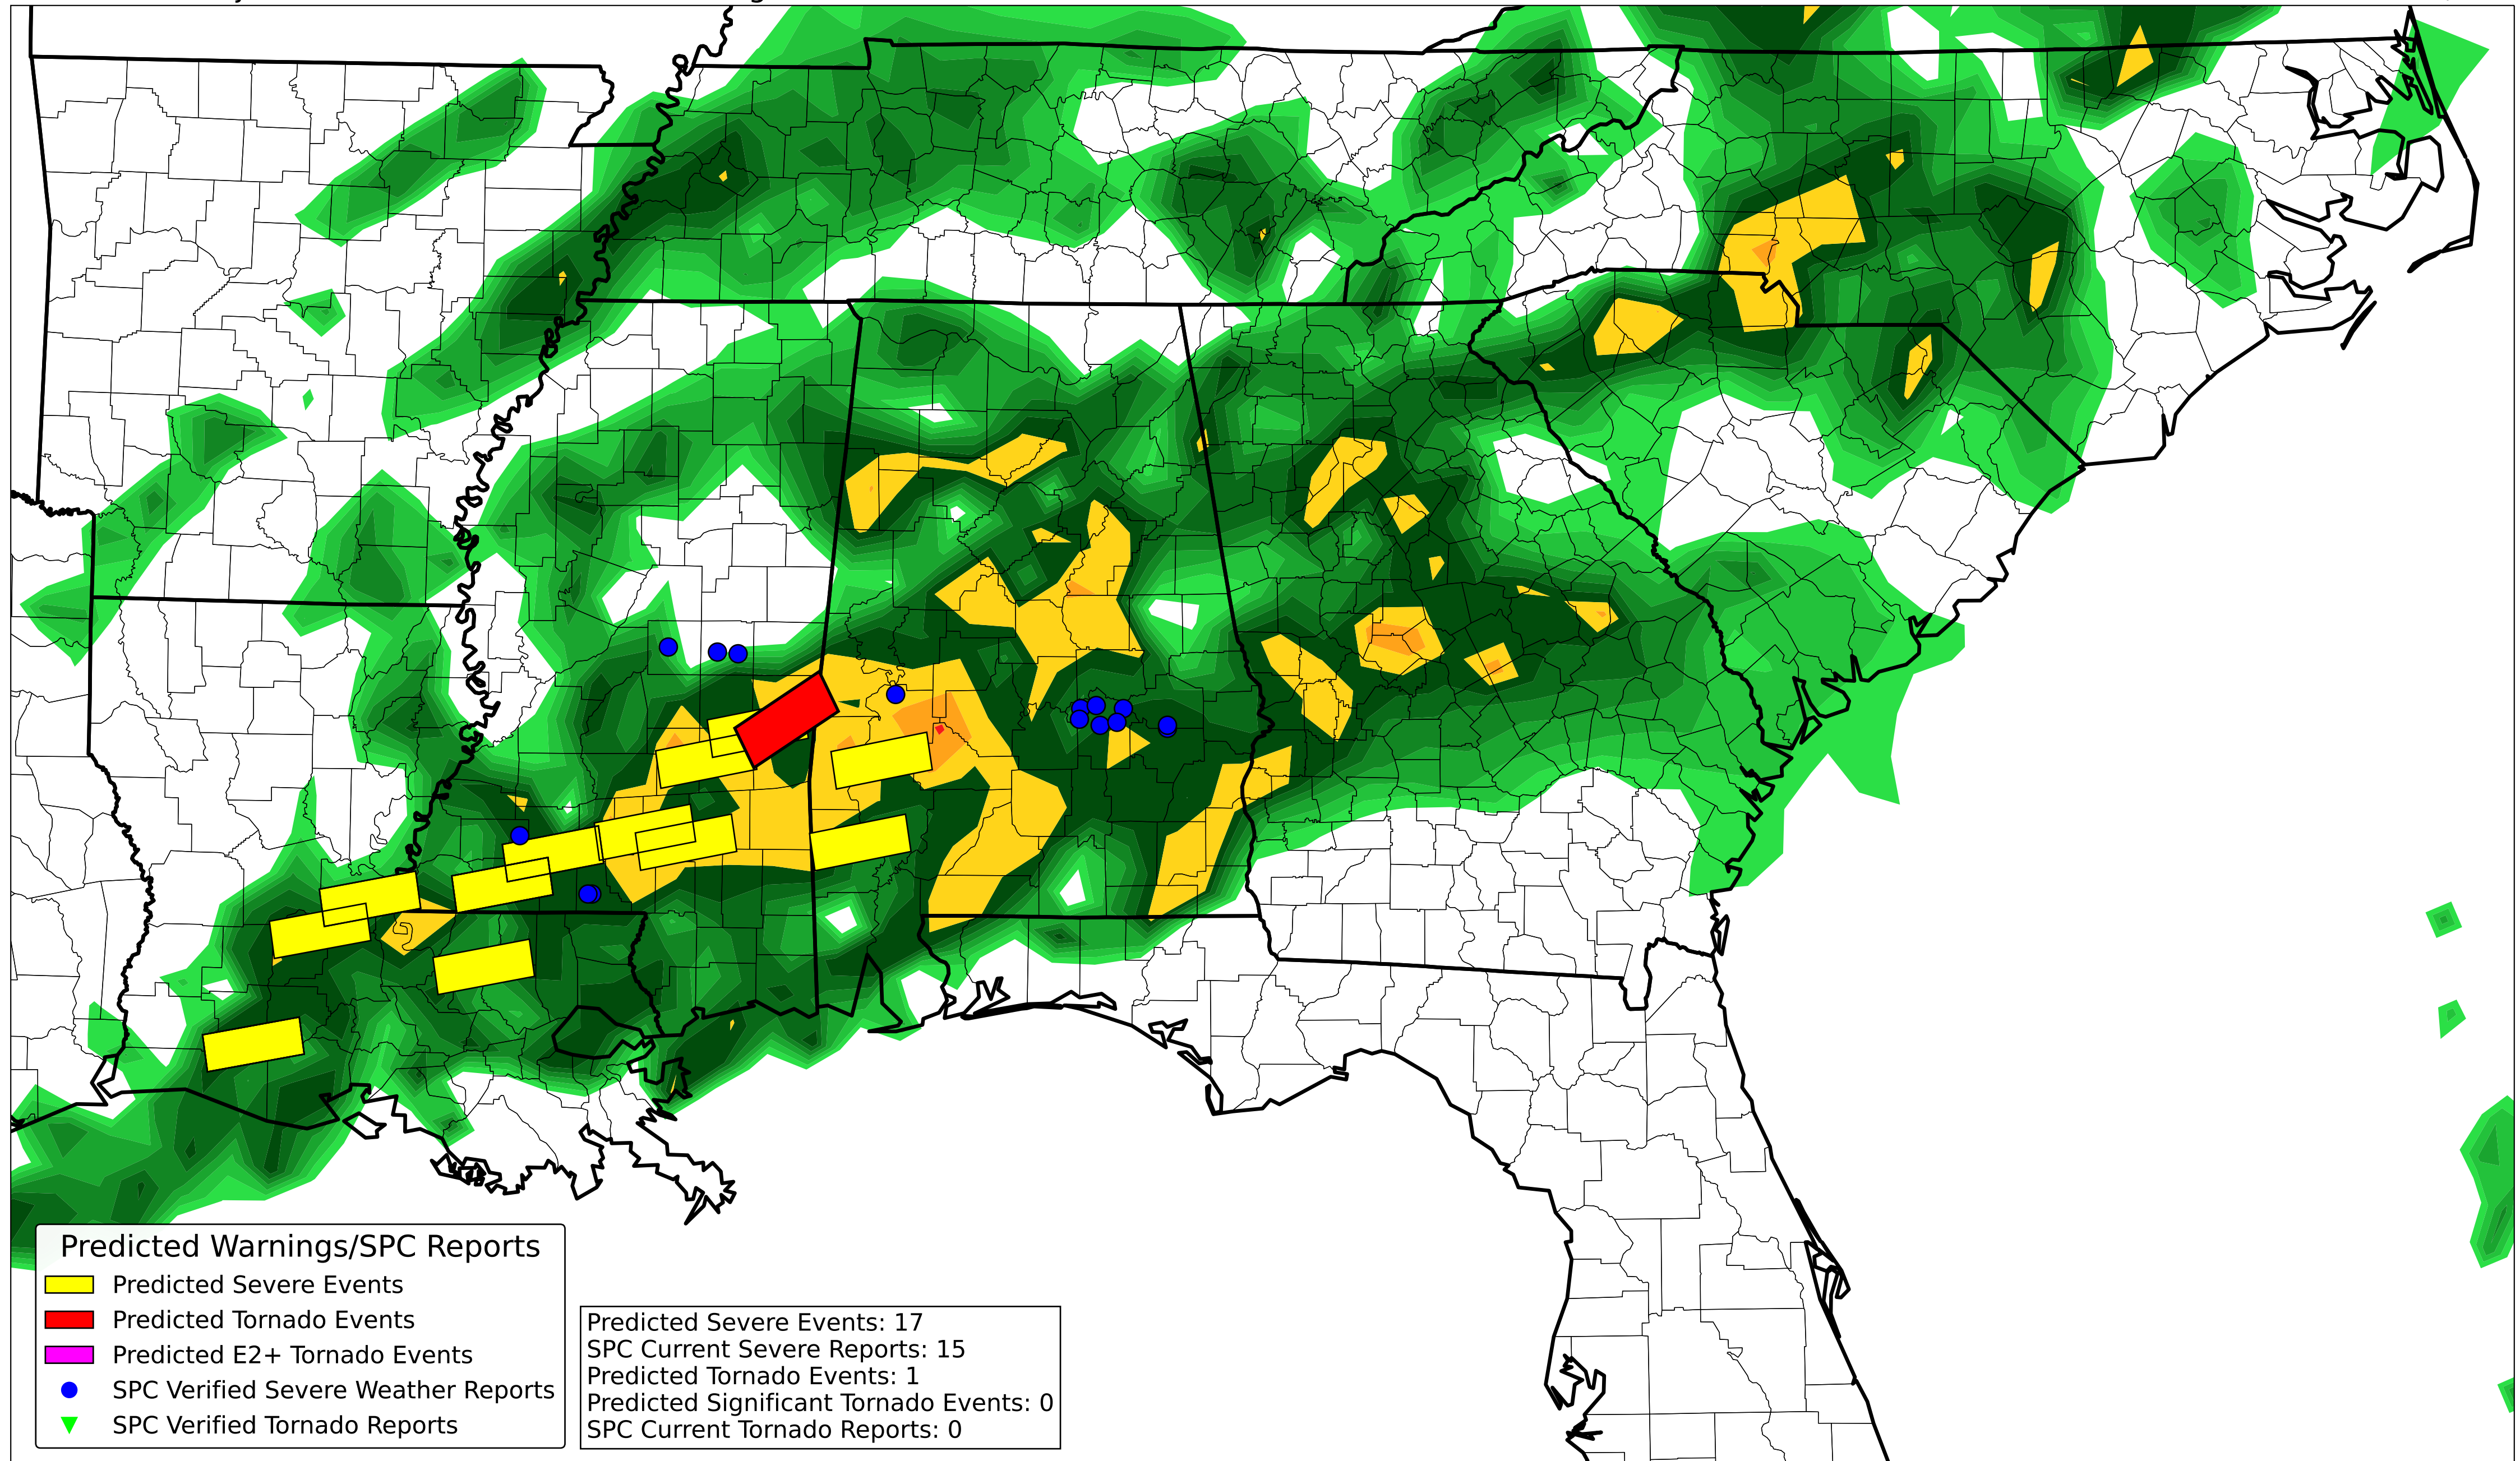 Predicted Warnings/SPC Reports
Predicted Severe Events
Predicted Tornado Events
Predicted E2+ Tornado Events
SPC Verified Severe Weather Reports
SPC Verified Tornado Reports
Predicted Severe Events: 17
SPC Current Severe Reports: 15
Predicted Tornado Events: 1
Predicted Significant Tornado Events: 0
SPC Current Tornado Reports: 0